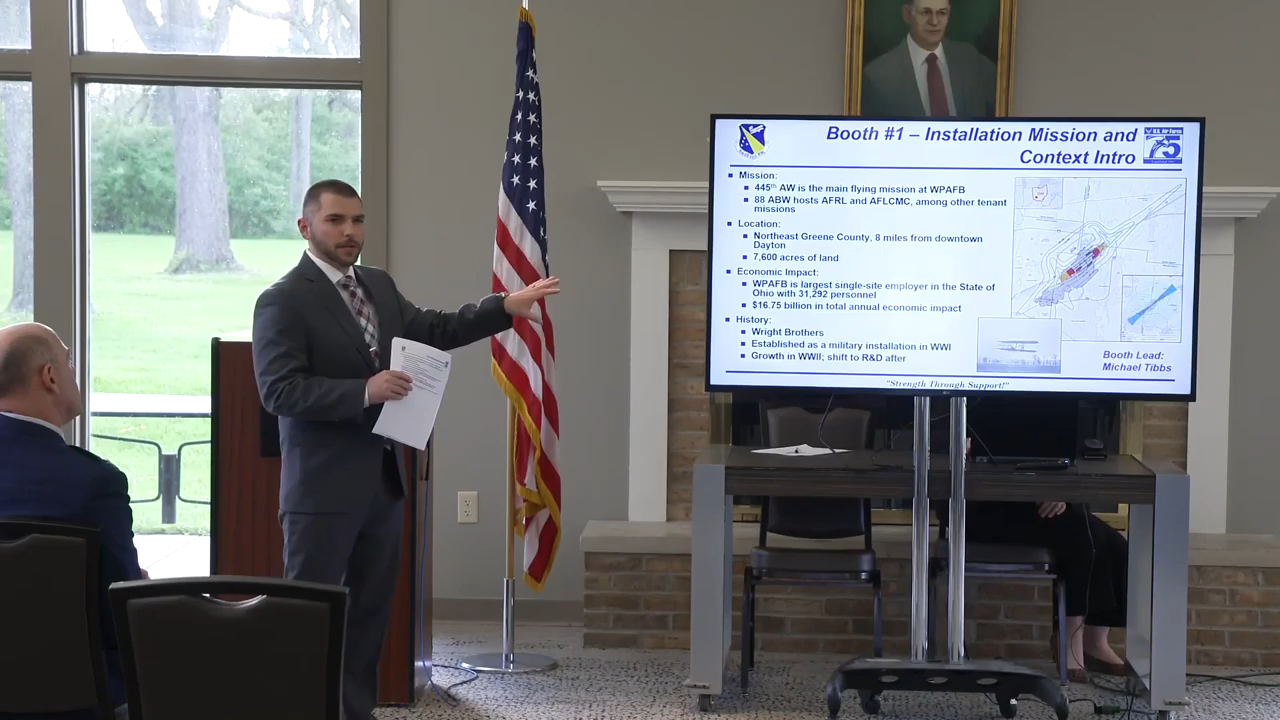 Booth #1 – Installation Mission and
Context Intro
U.S. Air Force
75
Mission:
445th AW is the main flying mission at WPAFB
88 ABW hosts AFRL and AFLCMC, among other tenant
missions
Location:
Northeast Greene County, 8 miles from downtown
Dayton
7,600 acres of land
Economic Impact:
WPAFB is largest single-site employer in the State of
Ohio with 31,292 personnel
$16.75 billion in total annual economic impact
History:
Wright Brothers
Established as a military installation in WWI
Growth in WWII; shift to R&D after
Booth Lead:
Michael Tibbs
"Strength Through Support!"